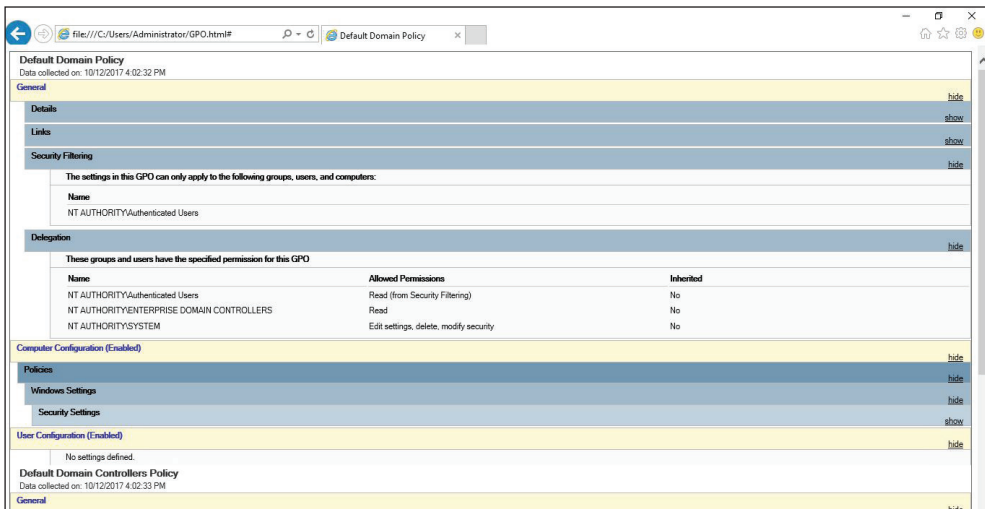 file:///C:/Users/Administrator/GPO.html#
Default Domain Policy
Default Domain Policy
Data collected on: 10/12/2017 4:02:32 PM
General
hide
Details
show
Links
show
Security Filtering
hide
The settings in this GPO can only apply to the following groups, users, and computers:
Name
NT AUTHORITY\Authenticated Users
Delegation
hide
These groups and users have the specified permission for this GPO
Name Allowed Permissions Inherited
NT AUTHORITY\Authenticated Users Read (from Security Filtering) No
NT AUTHORITY\ENTERPRISE DOMAIN CONTROLLERS Read No
NT AUTHORITY\SYSTEM Edit settings, delete, modify security No
Computer Configuration (Enabled)
hide
Policies
hide
Windows Settings
hide
Security Settings
show
User Configuration (Enabled)
hide
No settings defined.
Default Domain Controllers Policy
Data collected on: 10/12/2017 4:02:33 PM
General
hide